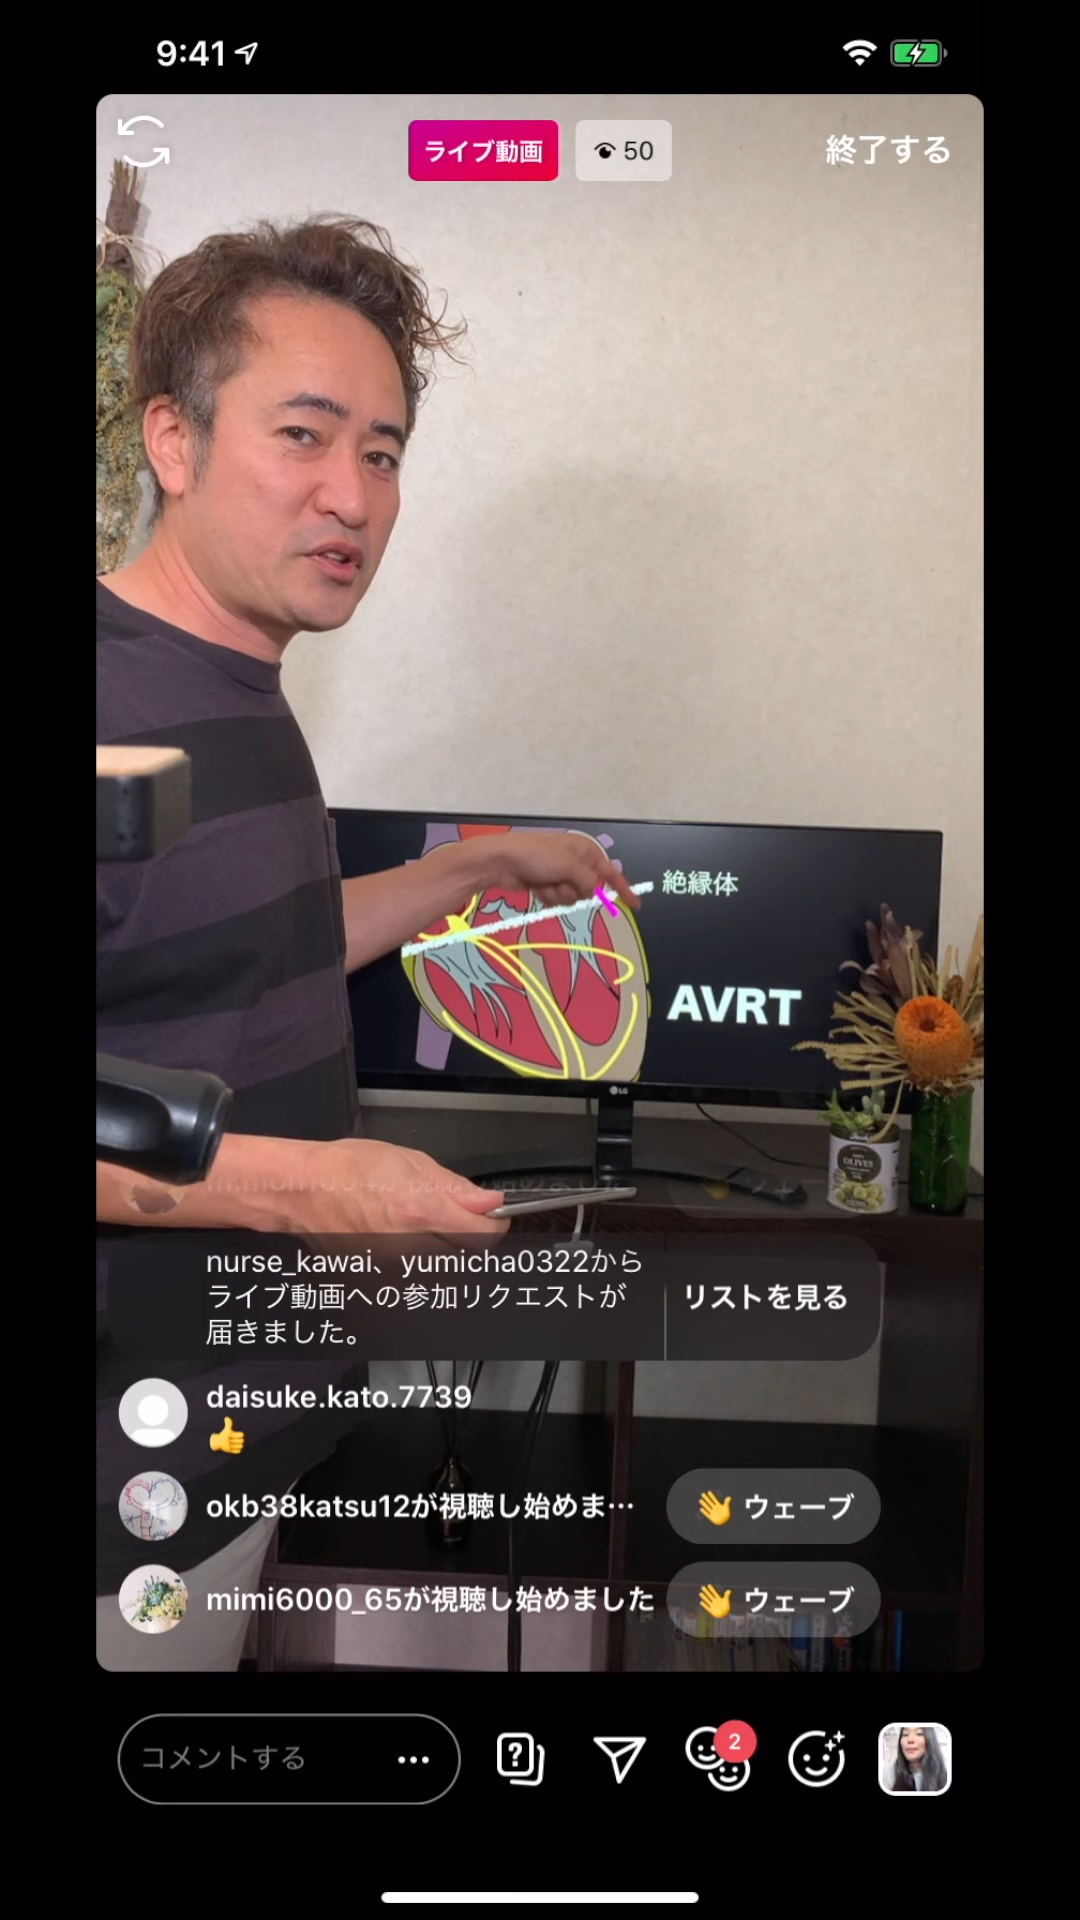 9:41
ライブ動画
50
終了する
絶縁体
AVRT
LG
OLIVES
nurse_kawai、yumicha0322から
ライブ動画への参加リクエストが
届きました。
リストを見る
daisuke.kato.7739
okb38katsu12が視聴し始めま…
ウェーブ
mimi6000_65が視聴し始めました
ウェーブ
コメントする
2